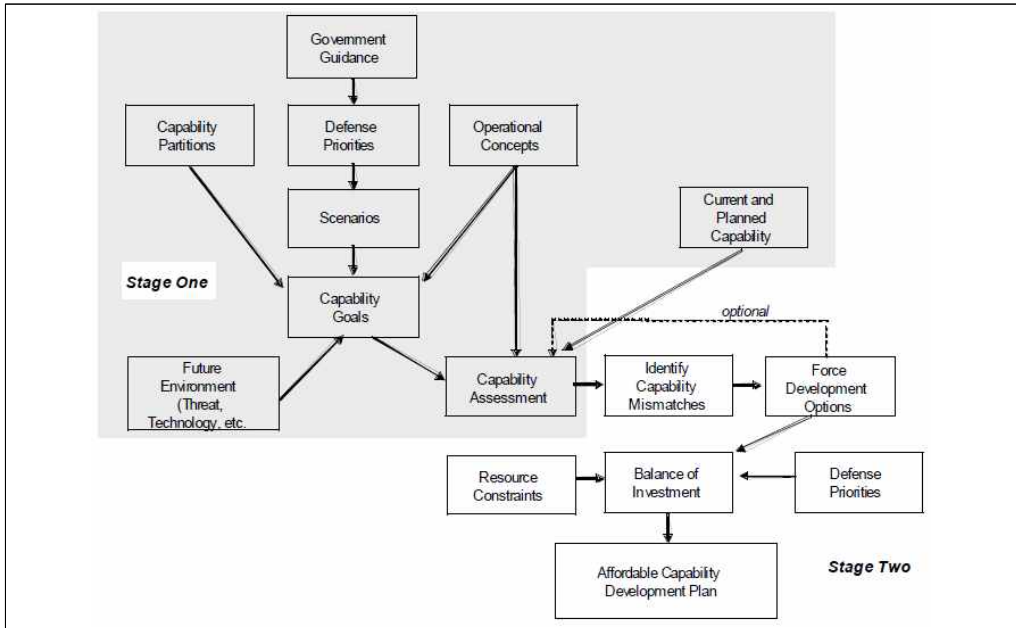 Government
Guidance
Capability
Partitions
Defense
Priorities
Operational
Concepts
Scenarios
Current and
Planned
Capability
Stage One
Capability
Goals
optional
Future
Environment
(Threat,
Technology, etc.
Capability
Assessment
Identify
Capability
Mismatches
Force
Development
Options
Resource
Constraints
Balance of
Investment
Defense
Priorities
Affordable Capability
Development Plan
Stage Two